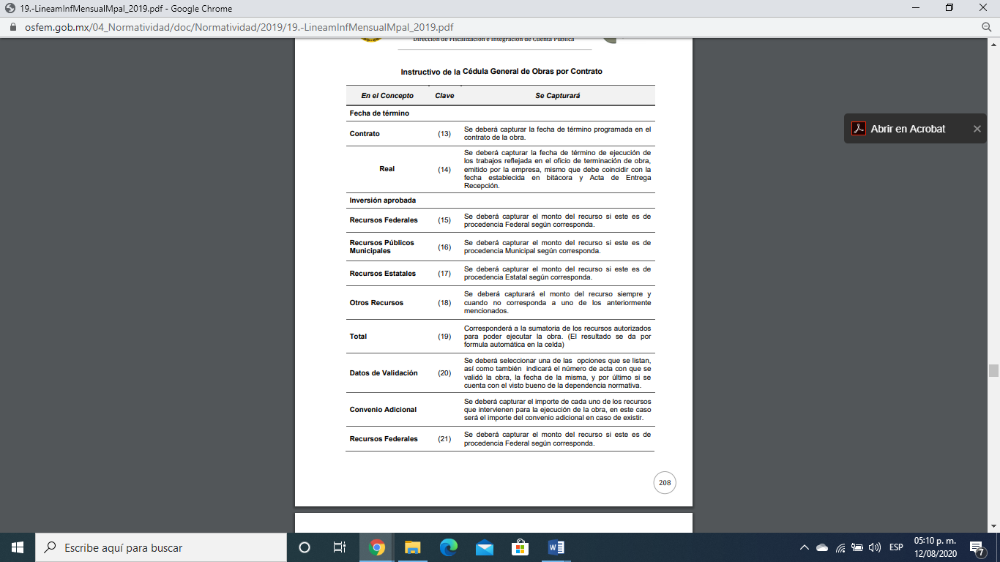 19.-LineamInfMensualMpal_2019.pdf - Google Chrome
osfem.gob.mx/04_Normatividad/doc/Normatividad/2019/19.-LineamInfMensualMpal_2019.pdf
Dirección de Fiscalización e Integración de Cuenta Pública
Instructivo de la Cédula General de Obras por Contrato
En el Concepto Clave Se Capturará
Fecha de término
Contrato (13) Se deberá capturar la fecha de término programada en el
contrato de la obra.
Real (14) Se deberá capturar la fecha de término de ejecución de
los trabajos reflejada en el oficio de terminación de obra,
emitido por la empresa, mismo que debe coincidir con la
fecha establecida en bitácora y Acta de Entrega
Recepción.
Inversión aprobada
Recursos Federales (15) Se deberá capturar el monto del recurso si este es de
procedencia Federal según corresponda.
Recursos Públicos
Municipales (16) Se deberá capturar el monto del recurso si este es de
procedencia Municipal según corresponda.
Recursos Estatales (17) Se deberá capturar el monto del recurso si este es de
procedencia Estatal según corresponda.
Otros Recursos (18) Se deberá capturará el monto del recurso siempre y
cuando no corresponda a uno de los anteriormente
mencionados.
Total (19) Corresponderá a la sumatoria de los recursos autorizados
para poder ejecutar la obra. (El resultado se da por
formula automática en la celda)
Datos de Validación (20) Se deberá seleccionar una de las opciones que se listan,
así como también indicará el número de acta con que se
validó la obra, la fecha de la misma, y por último si se
cuenta con el visto bueno de la dependencia normativa.
Convenio Adicional Se deberá capturar el importe de cada uno de los recursos
que intervienen para la ejecución de la obra, en este caso
será el importe del convenio adicional en caso de existir.
Recursos Federales (21) Se deberá capturar el monto del recurso si este es de
procedencia Federal según corresponda.
208
Abrir en Acrobat
Escribe aquí para buscar
ESP
05:10 p. m.
12/08/2020
7